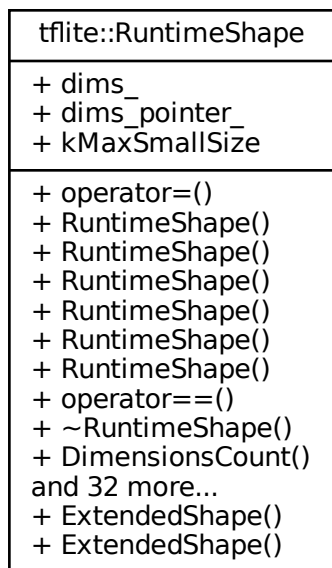 tflite::RuntimeShape
+ dims_
+ dims_pointer_
+ kMaxSmallSize
+ operator=()
+ RuntimeShape()
+ RuntimeShape()
+ RuntimeShape()
+ RuntimeShape()
+ RuntimeShape()
+ RuntimeShape()
+ operator==()
+ ~RuntimeShape()
+ DimensionsCount()
and 32 more...
+ ExtendedShape()
+ ExtendedShape()